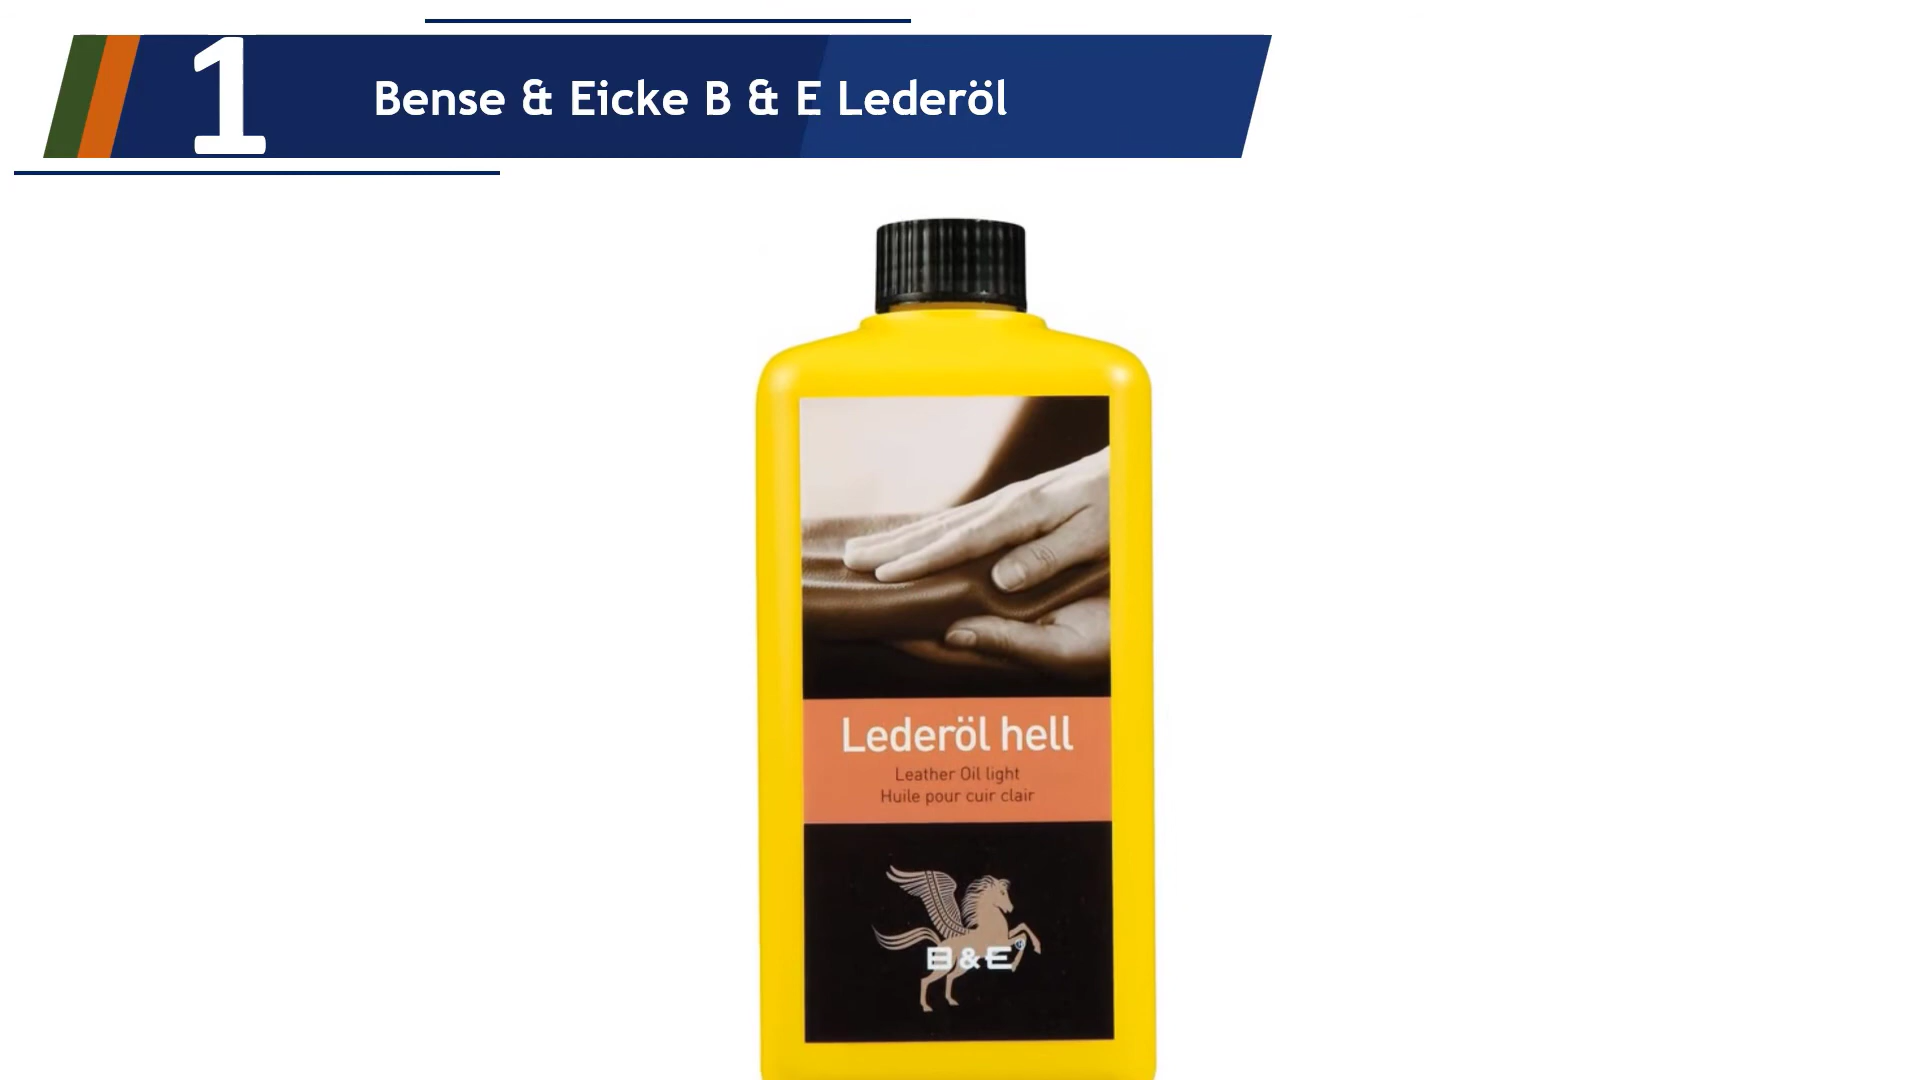 1
Bense & Eicke B & E Lederöl
Lederöl hell
Leather Oil light
Huile pour cuir clair
B & E